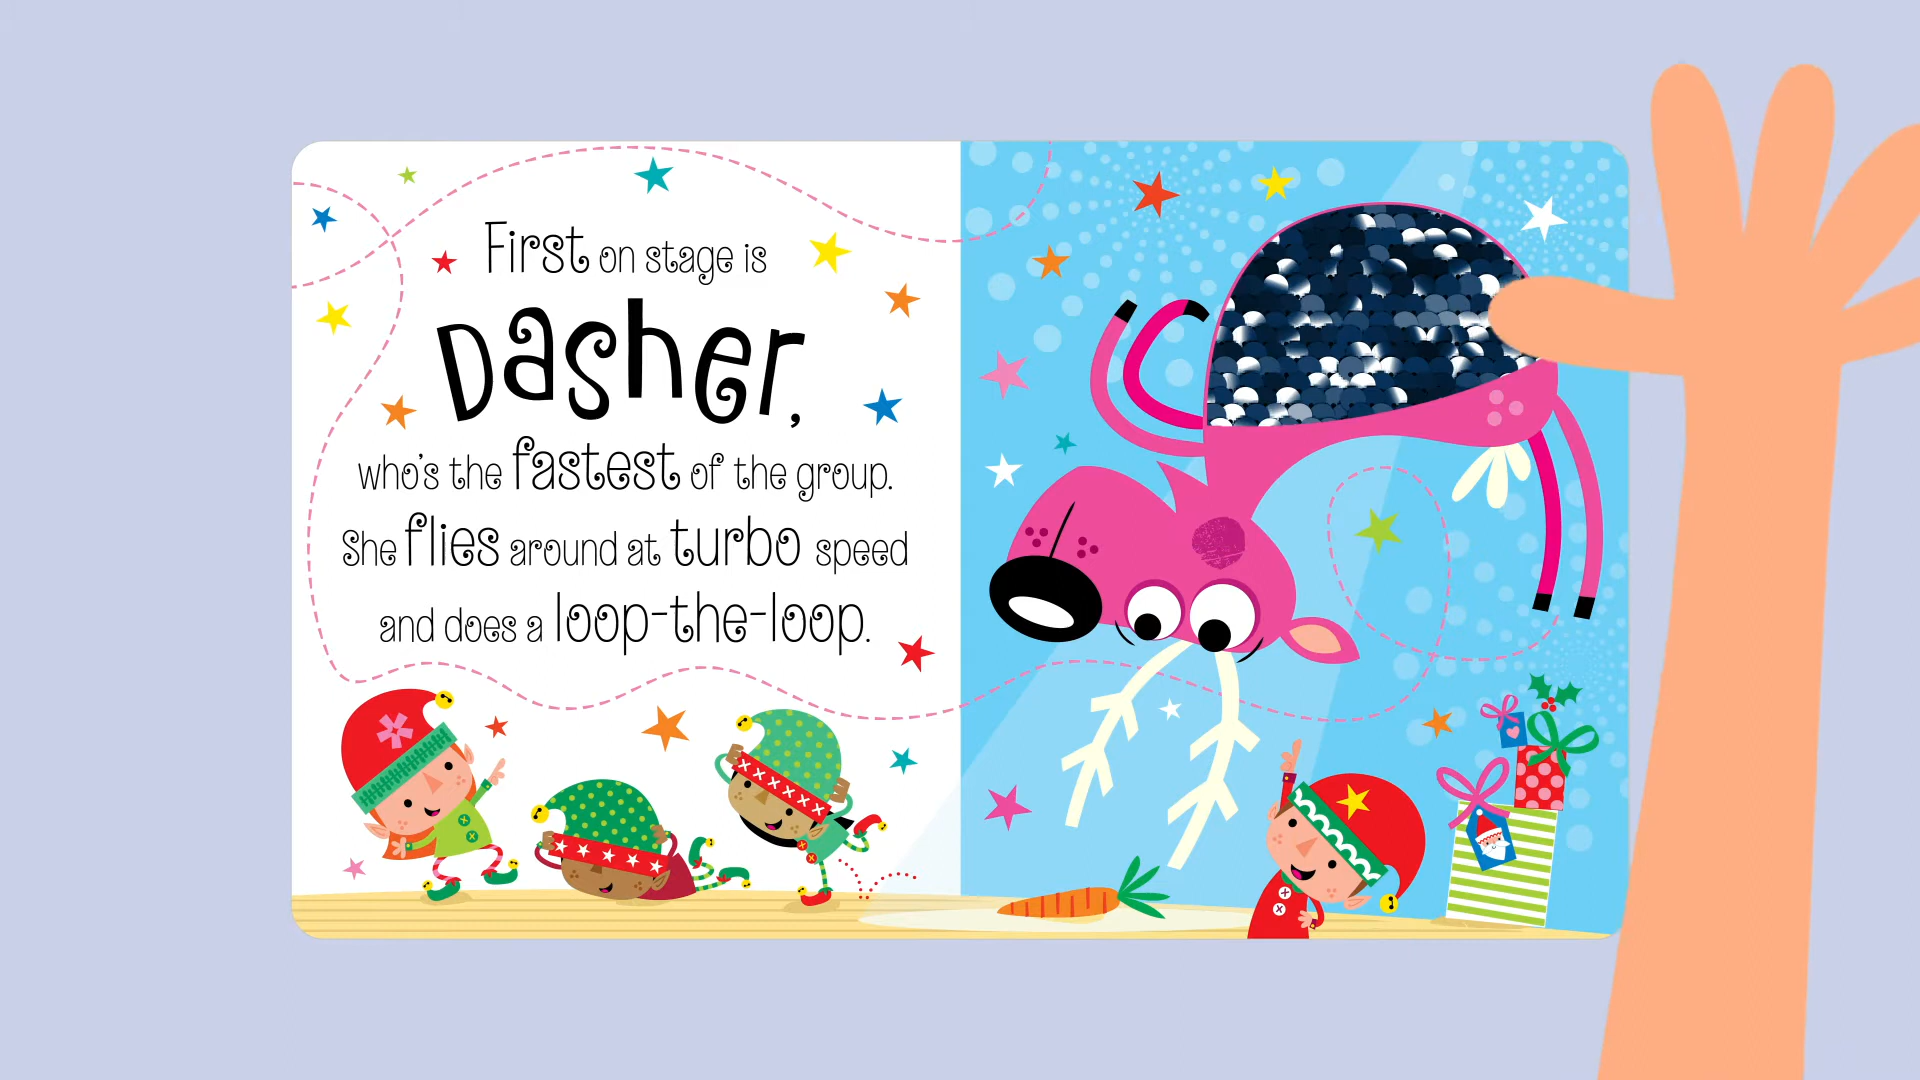 First on stage is
Dasher,
who's the fastest of the group.
She flies around at turbo speed
and does a loop-the-loop.